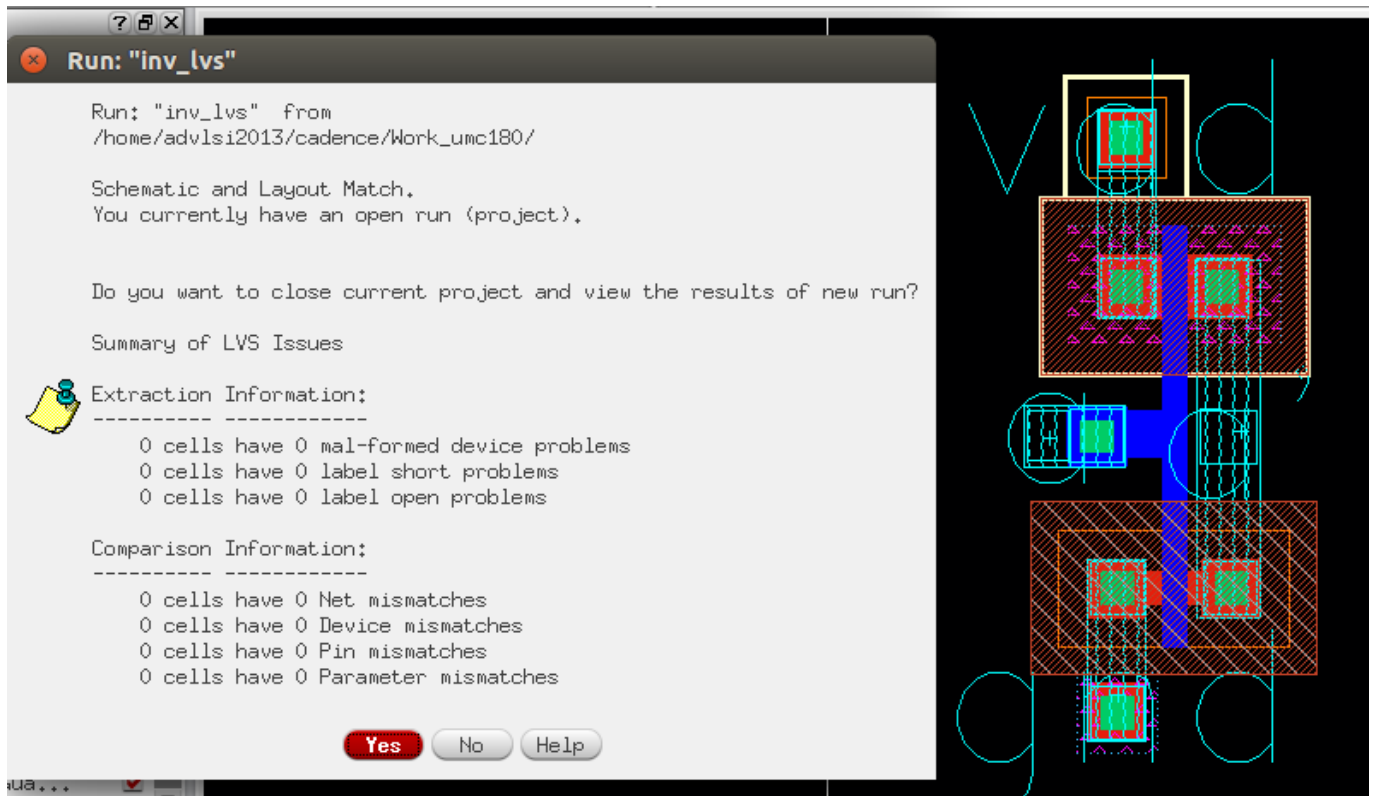 Run: "inv_lvs"
Run: "inv_lvs" from
/home/advlsi2013/cadence/Work_umc180/
Schematic and Layout Match.
You currently have an open run (project).
Do you want to close current project and view the results of new run?
Summary of LVS Issues
Extraction Information:
---------- ------------
0 cells have 0 mal-formed device problems
0 cells have 0 label short problems
0 cells have 0 label open problems
Comparison Information:
---------- ------------
0 cells have 0 Net mismatches
0 cells have 0 Device mismatches
0 cells have 0 Pin mismatches
0 cells have 0 Parameter mismatches
Yes No Help